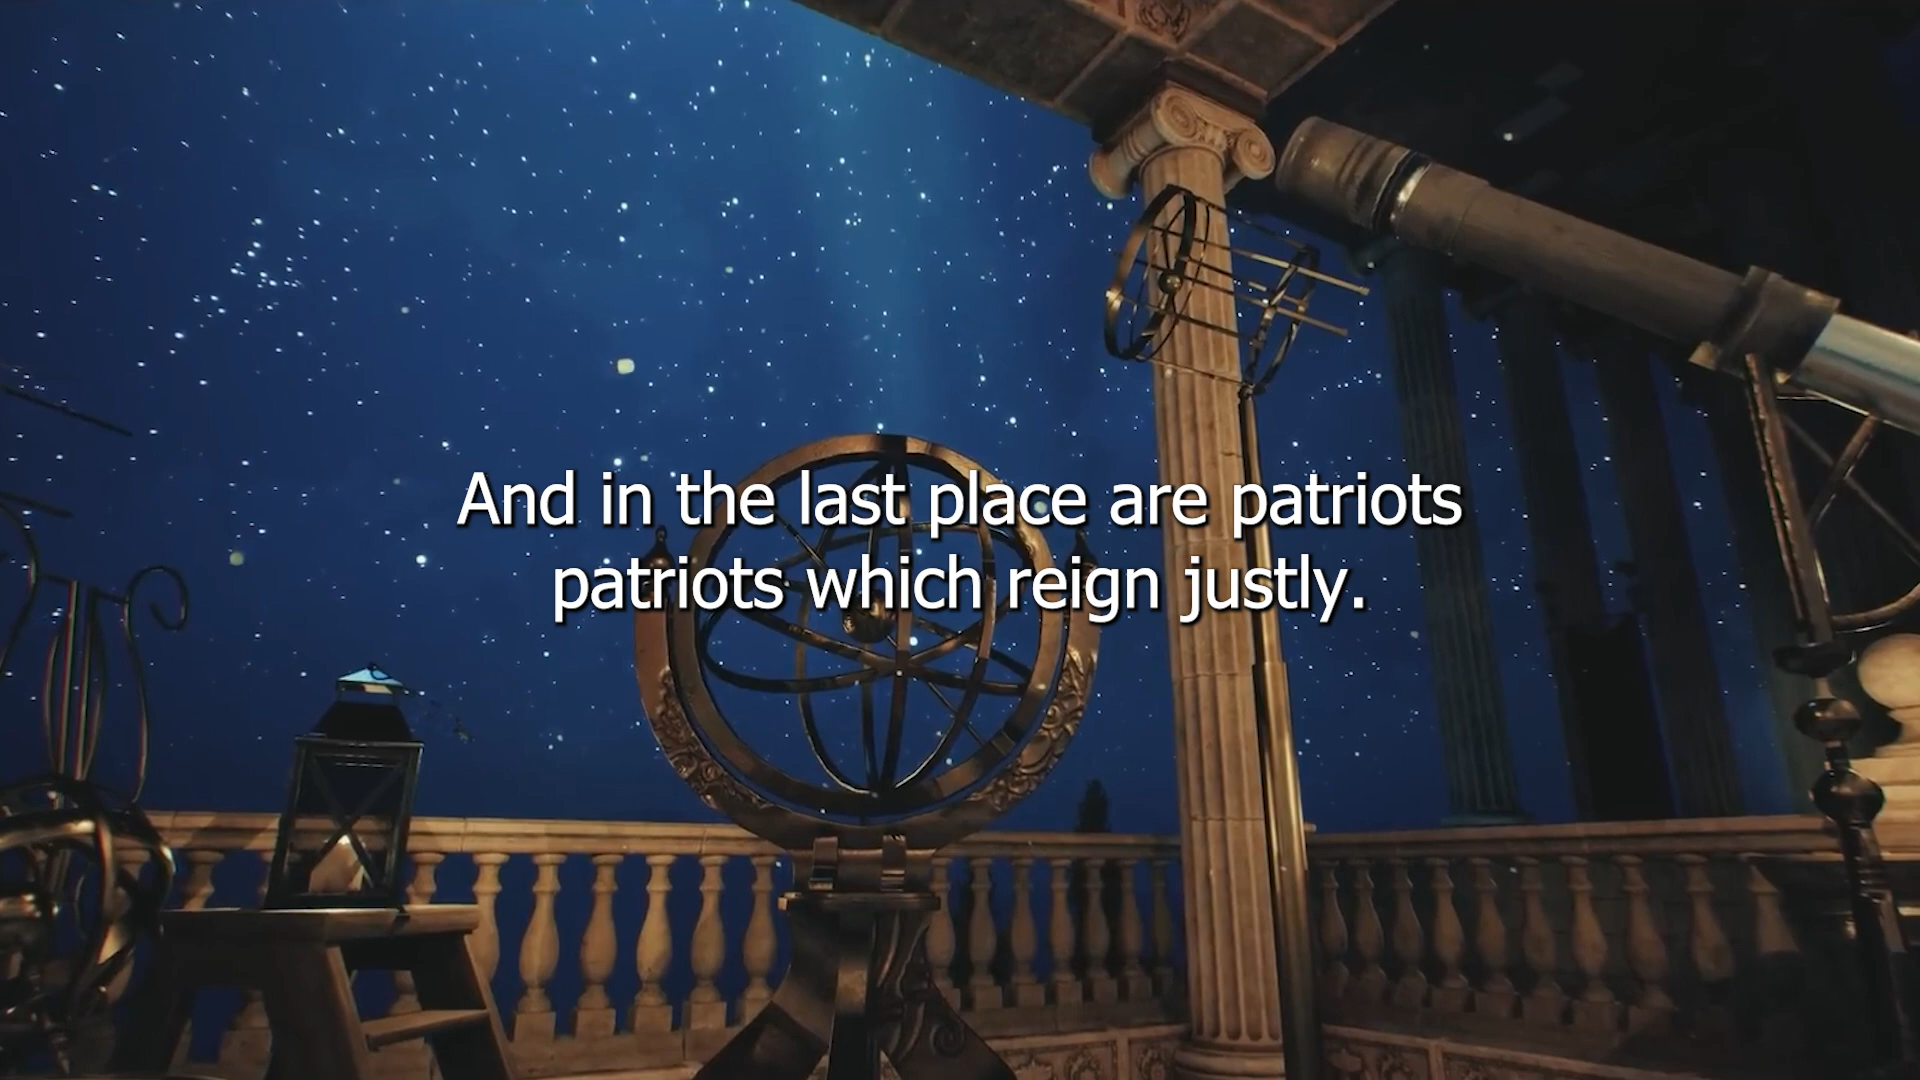 And in the last place are patriots
patriots which reign justly.